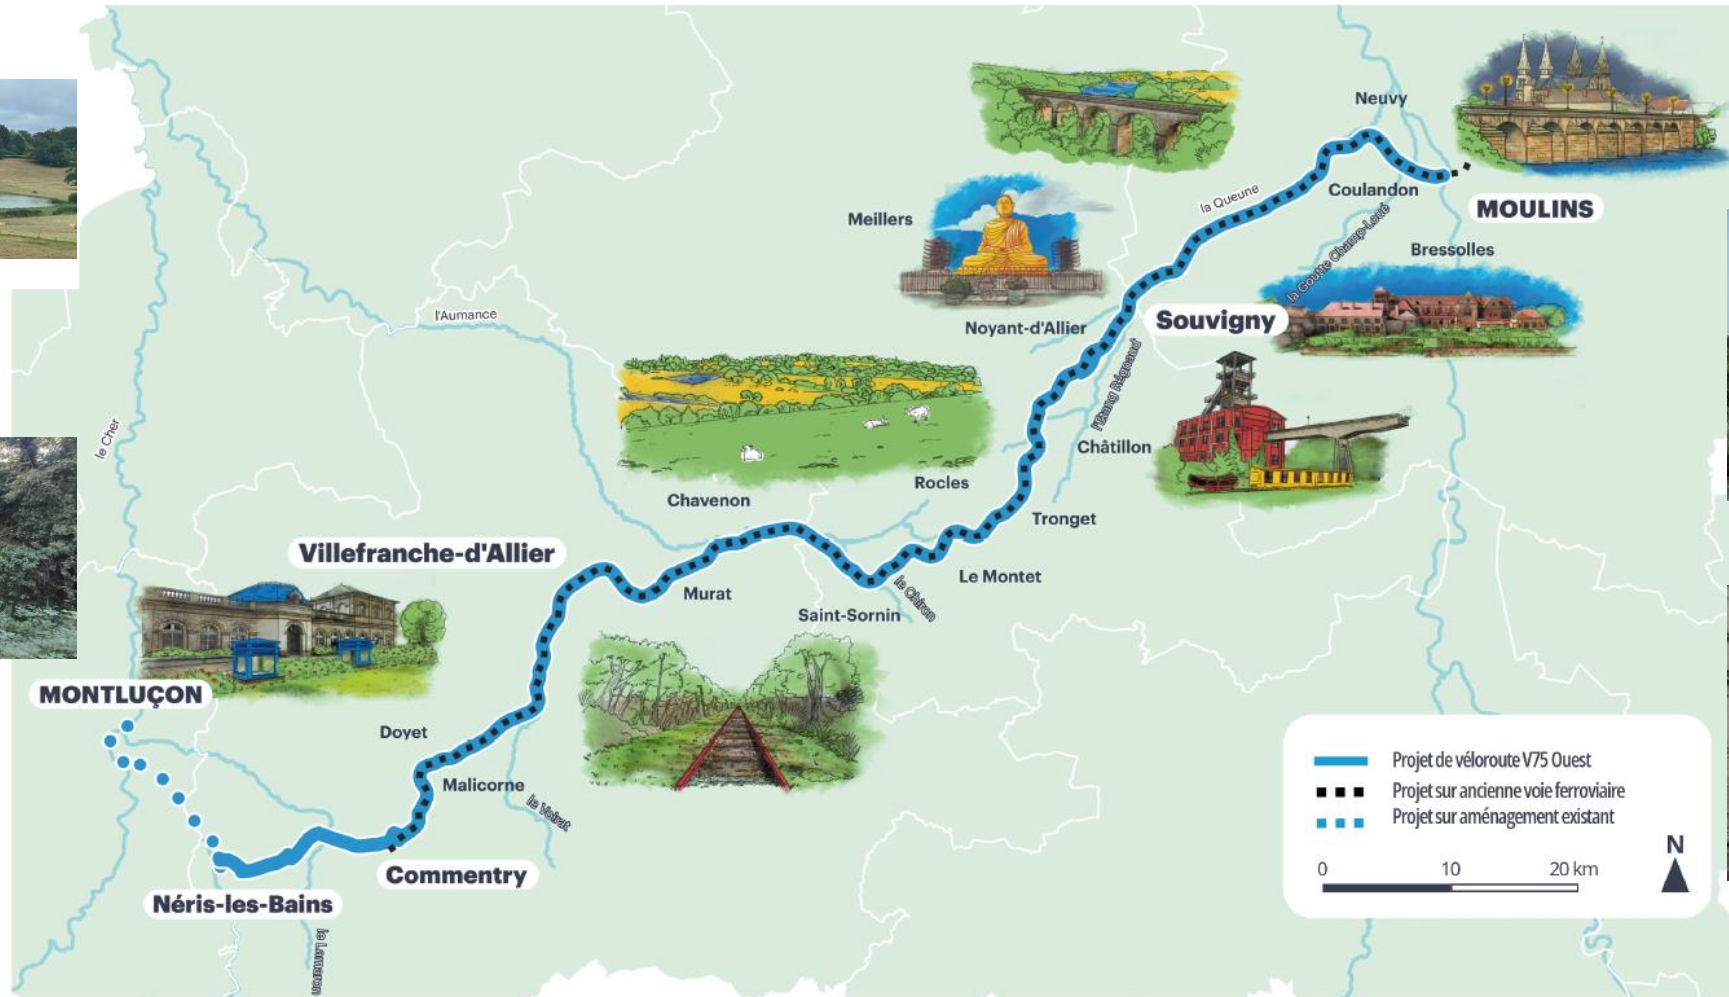 Neuvy
Coulandon
MOULINS
la Queune
Meillers
la Goutte Champ-Loué
Bressolles
l'Aumance
Noyant-d'Allier
Souvigny
l'Étang Régnaud
le Cher
Châtillon
Rocles
Chavenon
Tronget
Villefranche-d'Allier
Le Montet
Murat
le Chiron
Saint-Sornin
MONTLUÇON
Doyet
Malicorne
le Voirat
Commentry
Néris-les-Bains
le Lamaron
Projet de véloroute V75 Ouest
Projet sur ancienne voie ferroviaire
Projet sur aménagement existant
N
0 10 20 km